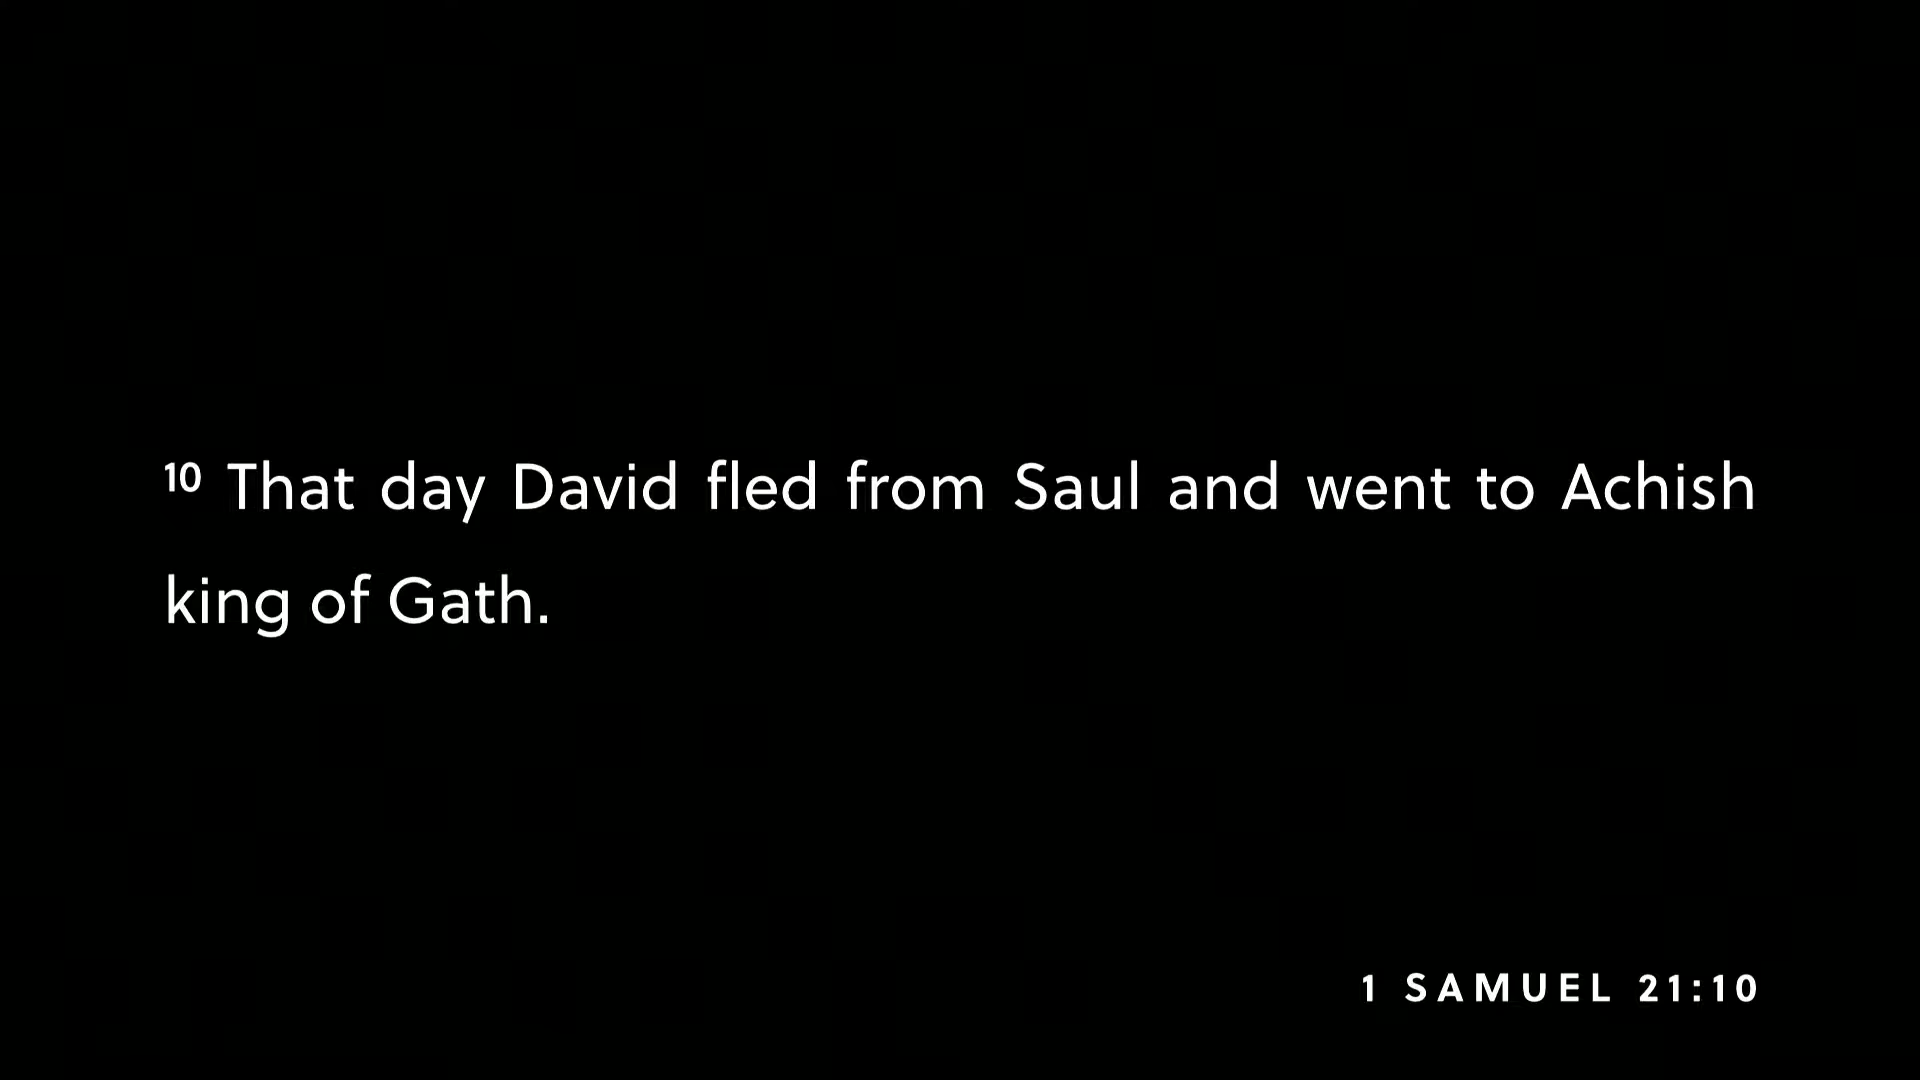 ¹⁰ That day David fled from Saul and went to Achish
king of Gath.
1 SAMUEL 21:10